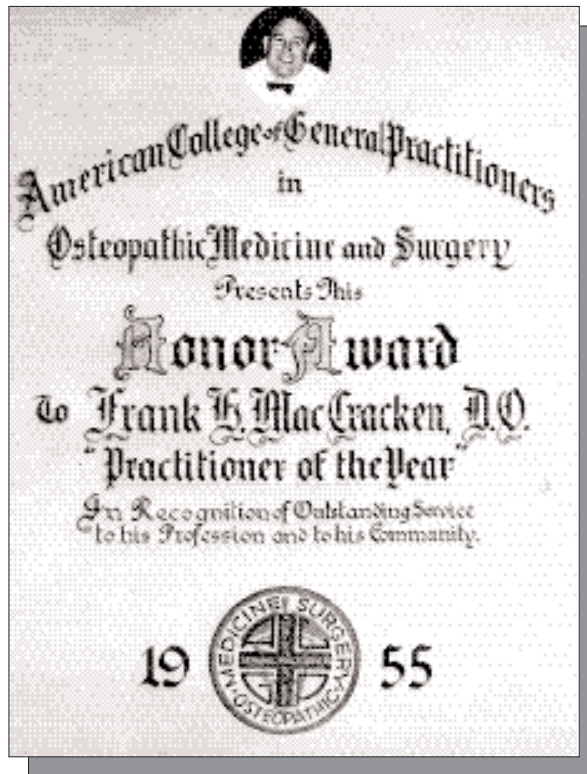 American College of General Practitioners
in
Osteopathic Medicine and Surgery
Presents This
Honor Award
to Frank H. MacCracken, D.O.
"Practitioner of the Year"
In Recognition of Outstanding Service
to his Profession and to his Community.
19 55
MEDICINE SURGERY
OSTEOPATHIC